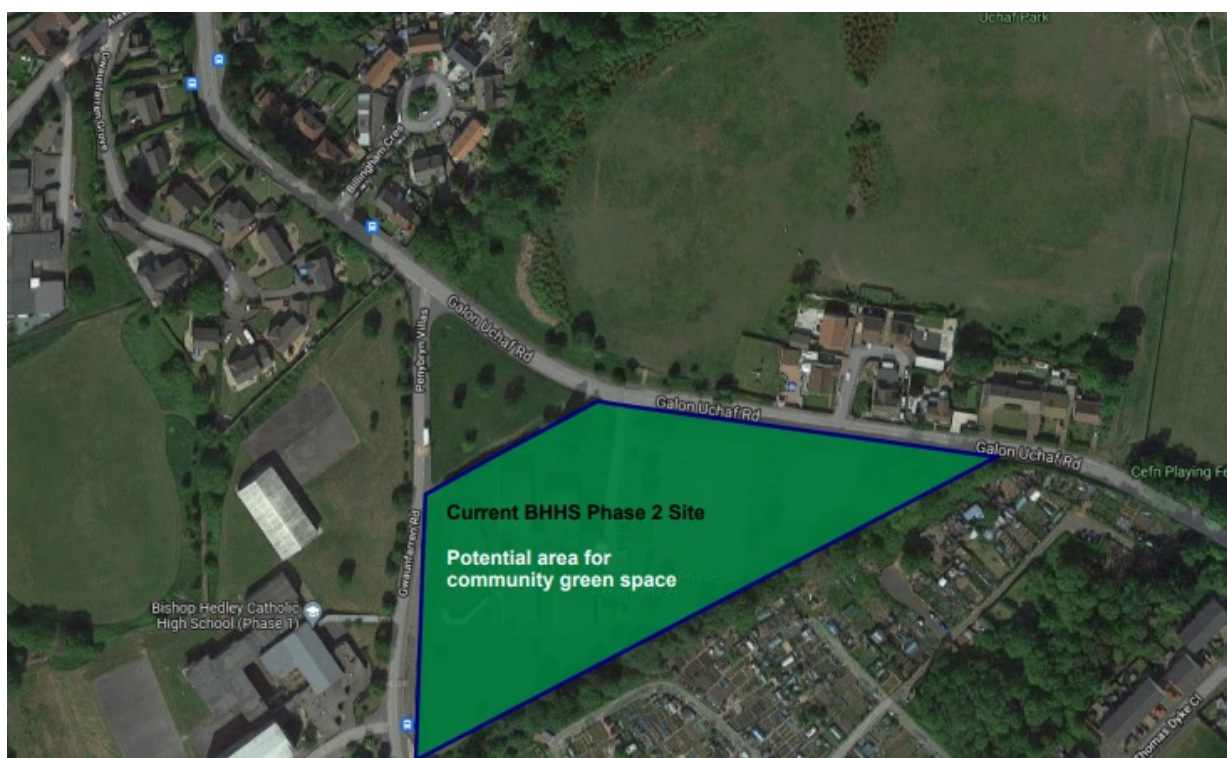 Uchaf Park
Gwaunfarren Grove
Billingham Cres
Galon Uchaf Rd
Penybryn Villas
Galon Uchaf Rd
Galon Uchaf Rd
Cefn Playing Fe
Gwaunfarren Rd
Current BHHS Phase 2 Site
Potential area for
community green space
Bishop Hedley Catholic
High School (Phase 1)
Thomas Dyke Cl